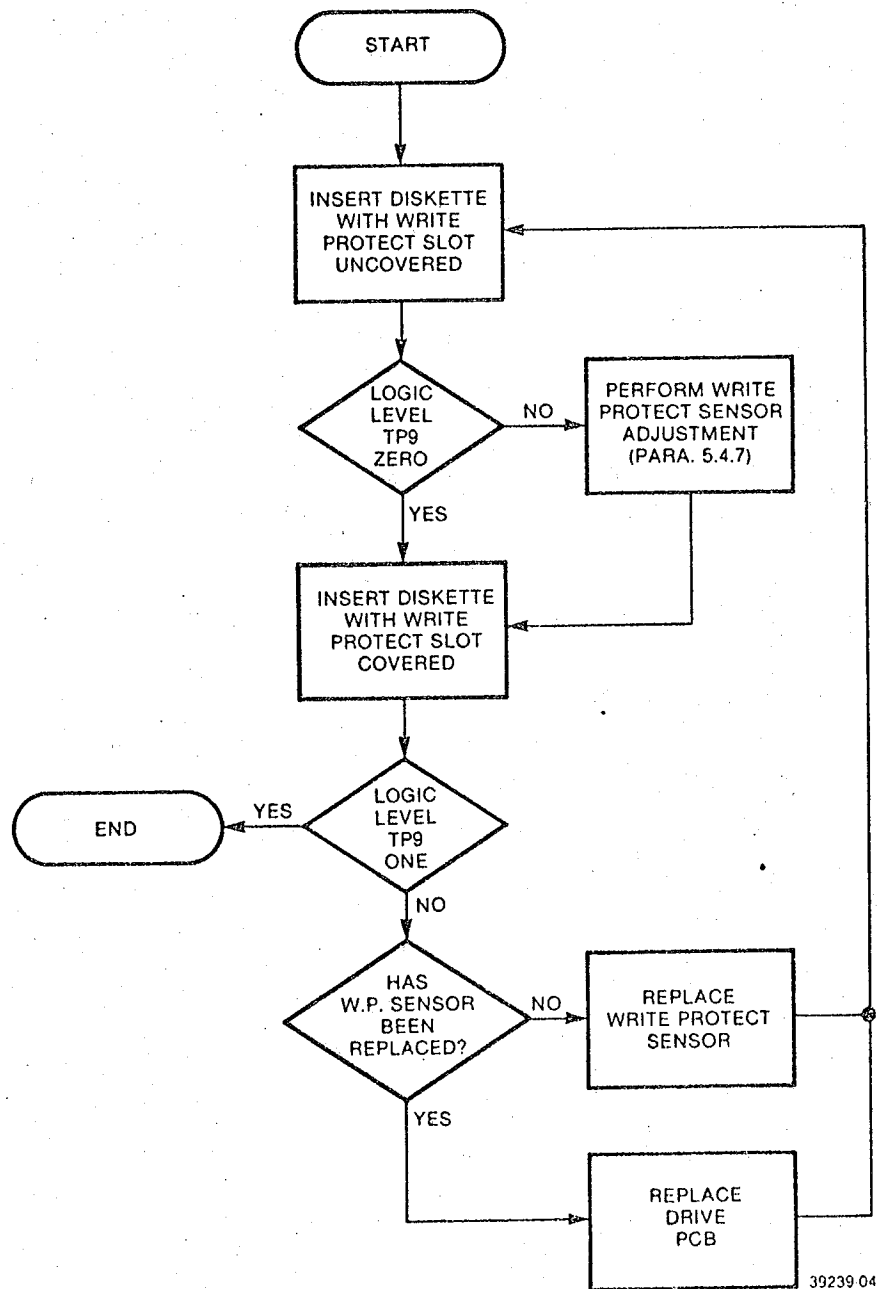 START
INSERT DISKETTE
WITH WRITE
PROTECT SLOT
UNCOVERED
LOGIC
LEVEL
TP9
ZERO
NO
PERFORM WRITE
PROTECT SENSOR
ADJUSTMENT
(PARA. 5.4.7)
YES
INSERT DISKETTE
WITH WRITE
PROTECT SLOT
COVERED
LOGIC
LEVEL
TP9
ONE
YES
END
NO
HAS
W.P. SENSOR
BEEN
REPLACED?
NO
REPLACE
WRITE PROTECT
SENSOR
YES
REPLACE
DRIVE
PCB
39239-04